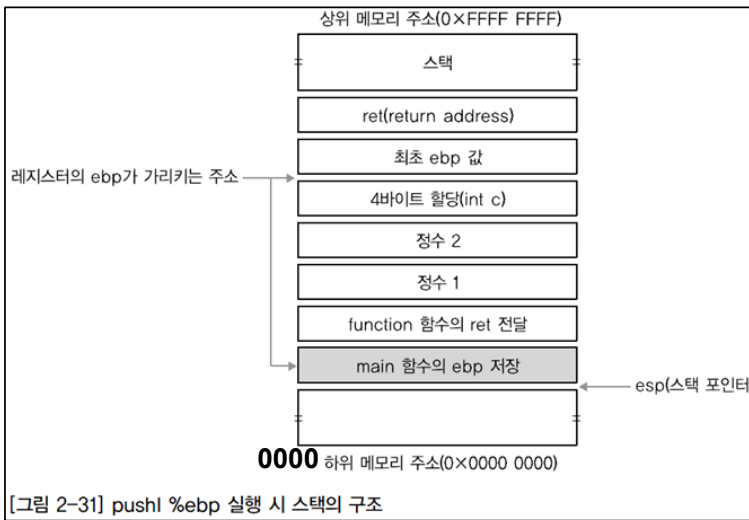 상위 메모리 주소(0×FFFF FFFF)
스택
ret(return address)
최초 ebp 값
레지스터의 ebp가 가리키는 주소
4바이트 할당(int c)
정수 2
정수 1
function 함수의 ret 전달
main 함수의 ebp 저장
esp(스택 포인터
0000 하위 메모리 주소(0×0000 0000)
[그림 2-31] pushl %ebp 실행 시 스택의 구조